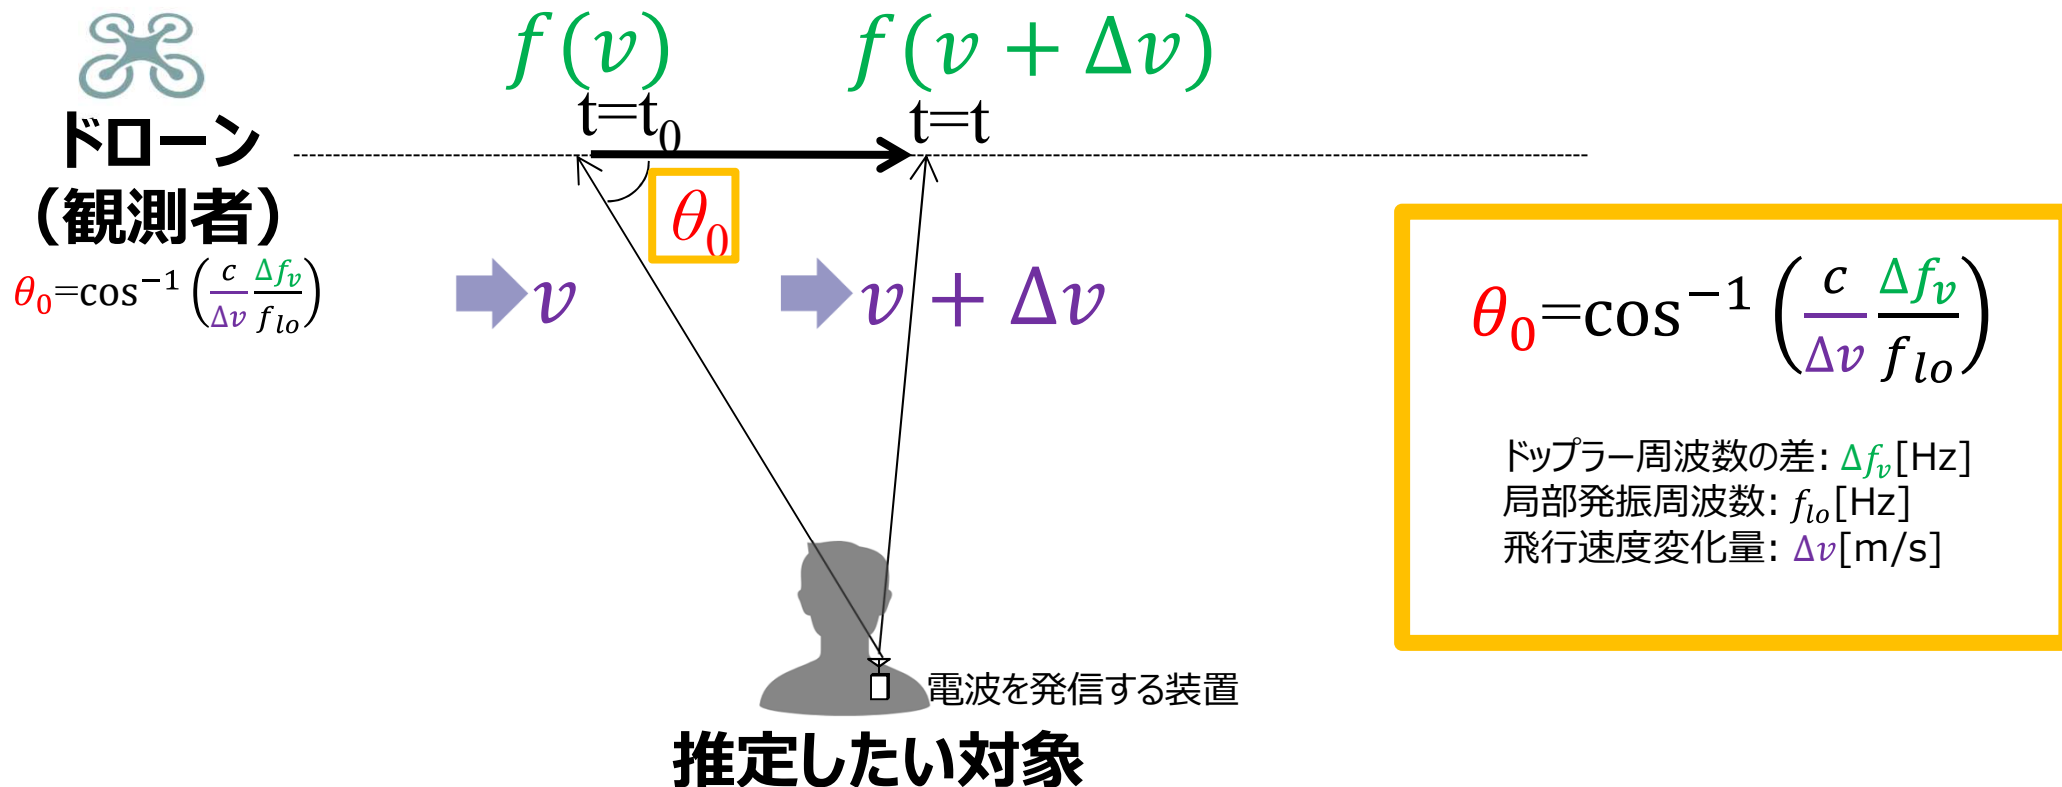 f(v)
f(v + Δv)
t=t₀
t=t
ドローン
（観測者）
θ₀
θ₀=cos⁻¹ (c/Δv Δfᵥ/fₗₒ)
v
v + Δv
θ₀=cos⁻¹ (c/Δv Δfᵥ/fₗₒ)
ドップラー周波数の差: Δfᵥ[Hz]
局部発振周波数: fₗₒ[Hz]
飛行速度変化量: Δv[m/s]
電波を発信する装置
推定したい対象